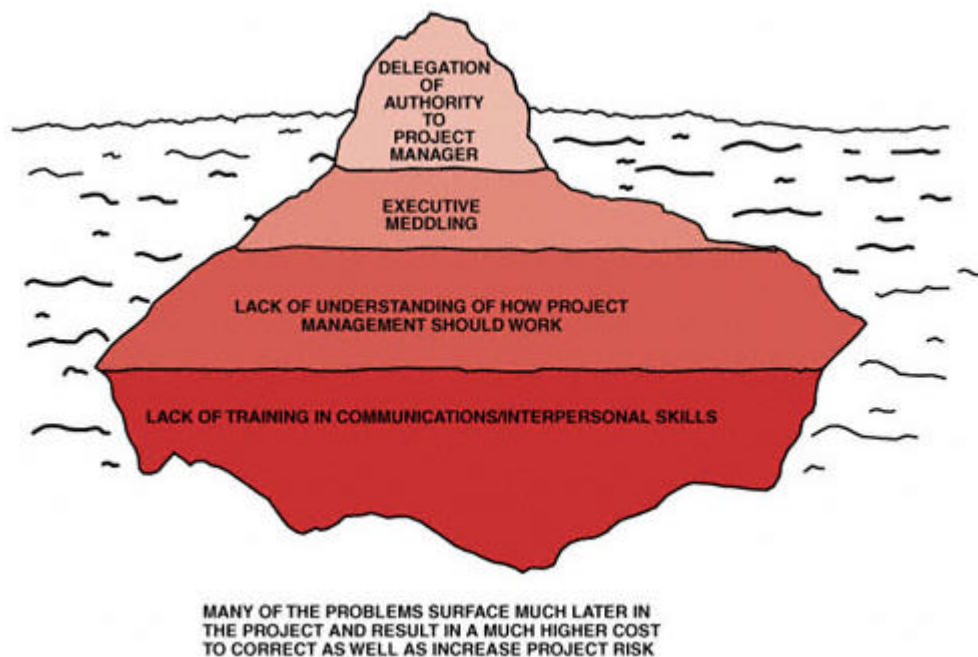 DELEGATION
OF
AUTHORITY
TO
PROJECT
MANAGER
EXECUTIVE
MEDDLING
LACK OF UNDERSTANDING OF HOW PROJECT
MANAGEMENT SHOULD WORK
LACK OF TRAINING IN COMMUNICATIONS/INTERPERSONAL SKILLS
MANY OF THE PROBLEMS SURFACE MUCH LATER IN
THE PROJECT AND RESULT IN A MUCH HIGHER COST
TO CORRECT AS WELL AS INCREASE PROJECT RISK